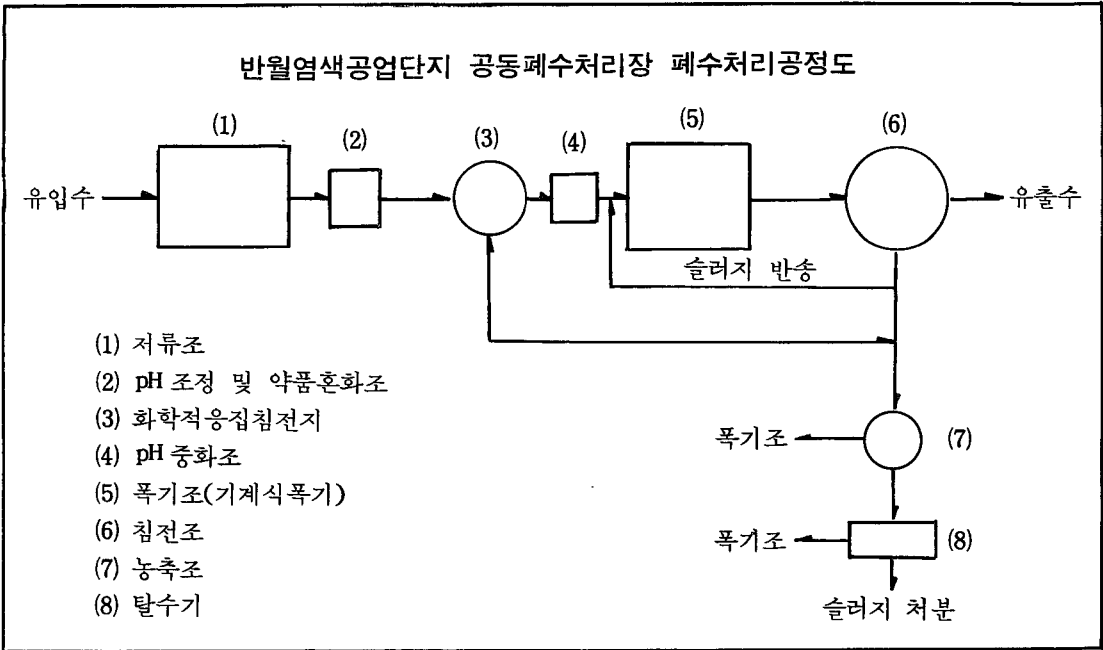 반월염색공업단지 공동폐수처리장 폐수처리공정도
(1)
(2)
(3)
(4)
(5)
(6)
유입수
유출수
슬러지 반송
(1) 저류조
(2) pH 조정 및 약품혼화조
(3) 화학적응집침전지
(4) pH 중화조
(5) 폭기조(기계식폭기)
(6) 침전조
(7) 농축조
(8) 탈수기
폭기조
(7)
폭기조
(8)
슬러지 처분